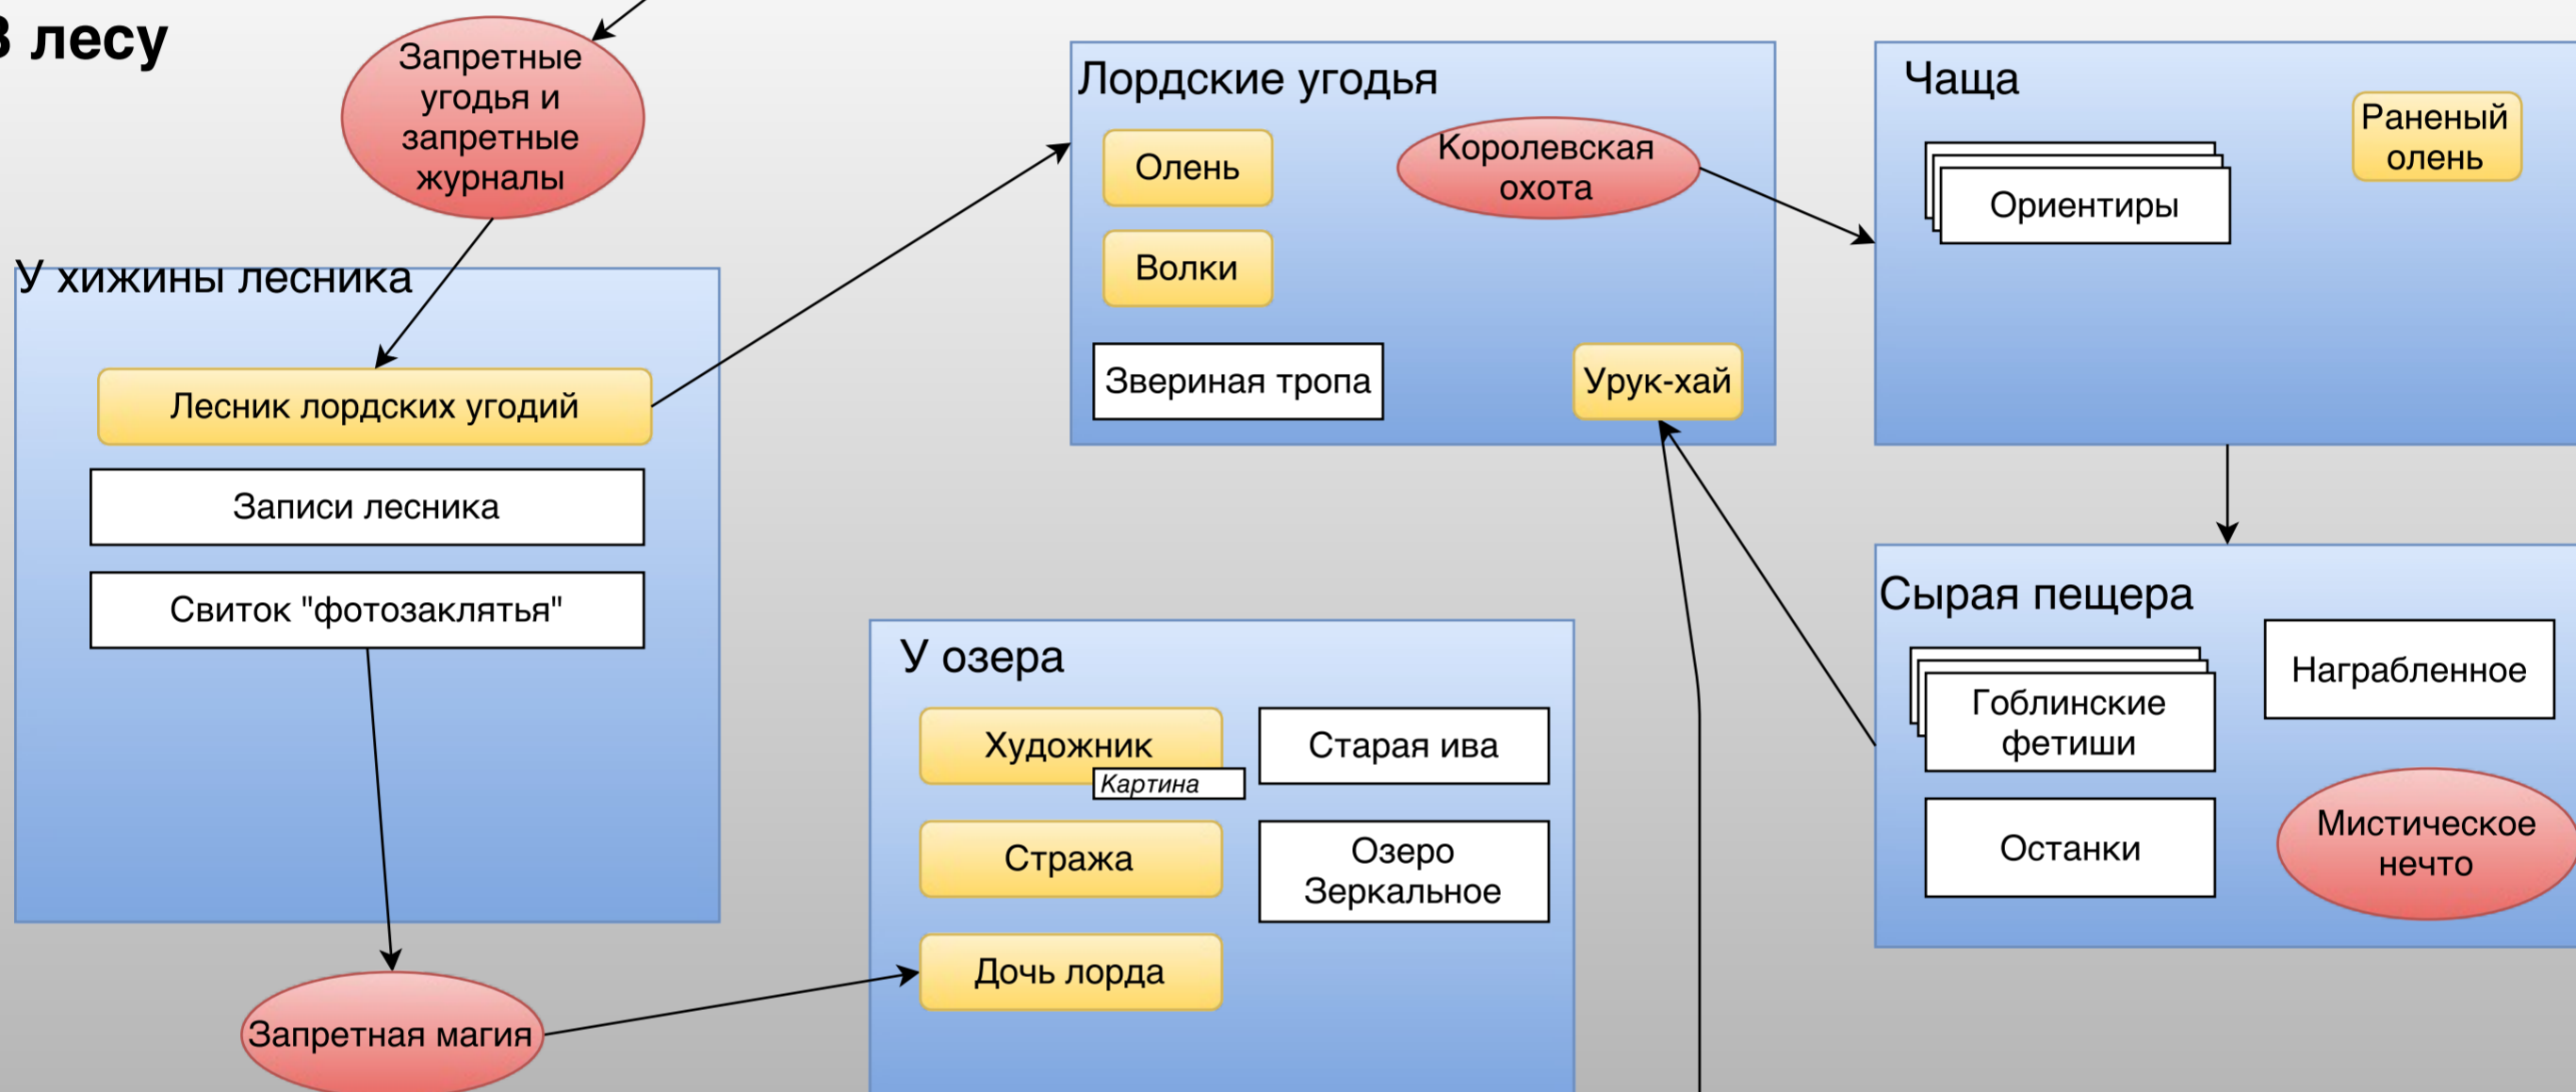 В лесу
Запретные
угодья и
запретные
журналы
У хижины лесника
Лесник лордских угодий
Записи лесника
Свиток "фотозаклятья"
Запретная магия
Лордские угодья
Олень
Королевская
охота
Волки
Звериная тропа
Урук-хай
У озера
Художник
Картина
Старая ива
Стража
Озеро
Зеркальное
Дочь лорда
Чаща
Раненый
олень
Ориентиры
Сырая пещера
Награбленное
Гоблинские
фетиши
Останки
Мистическое
нечто